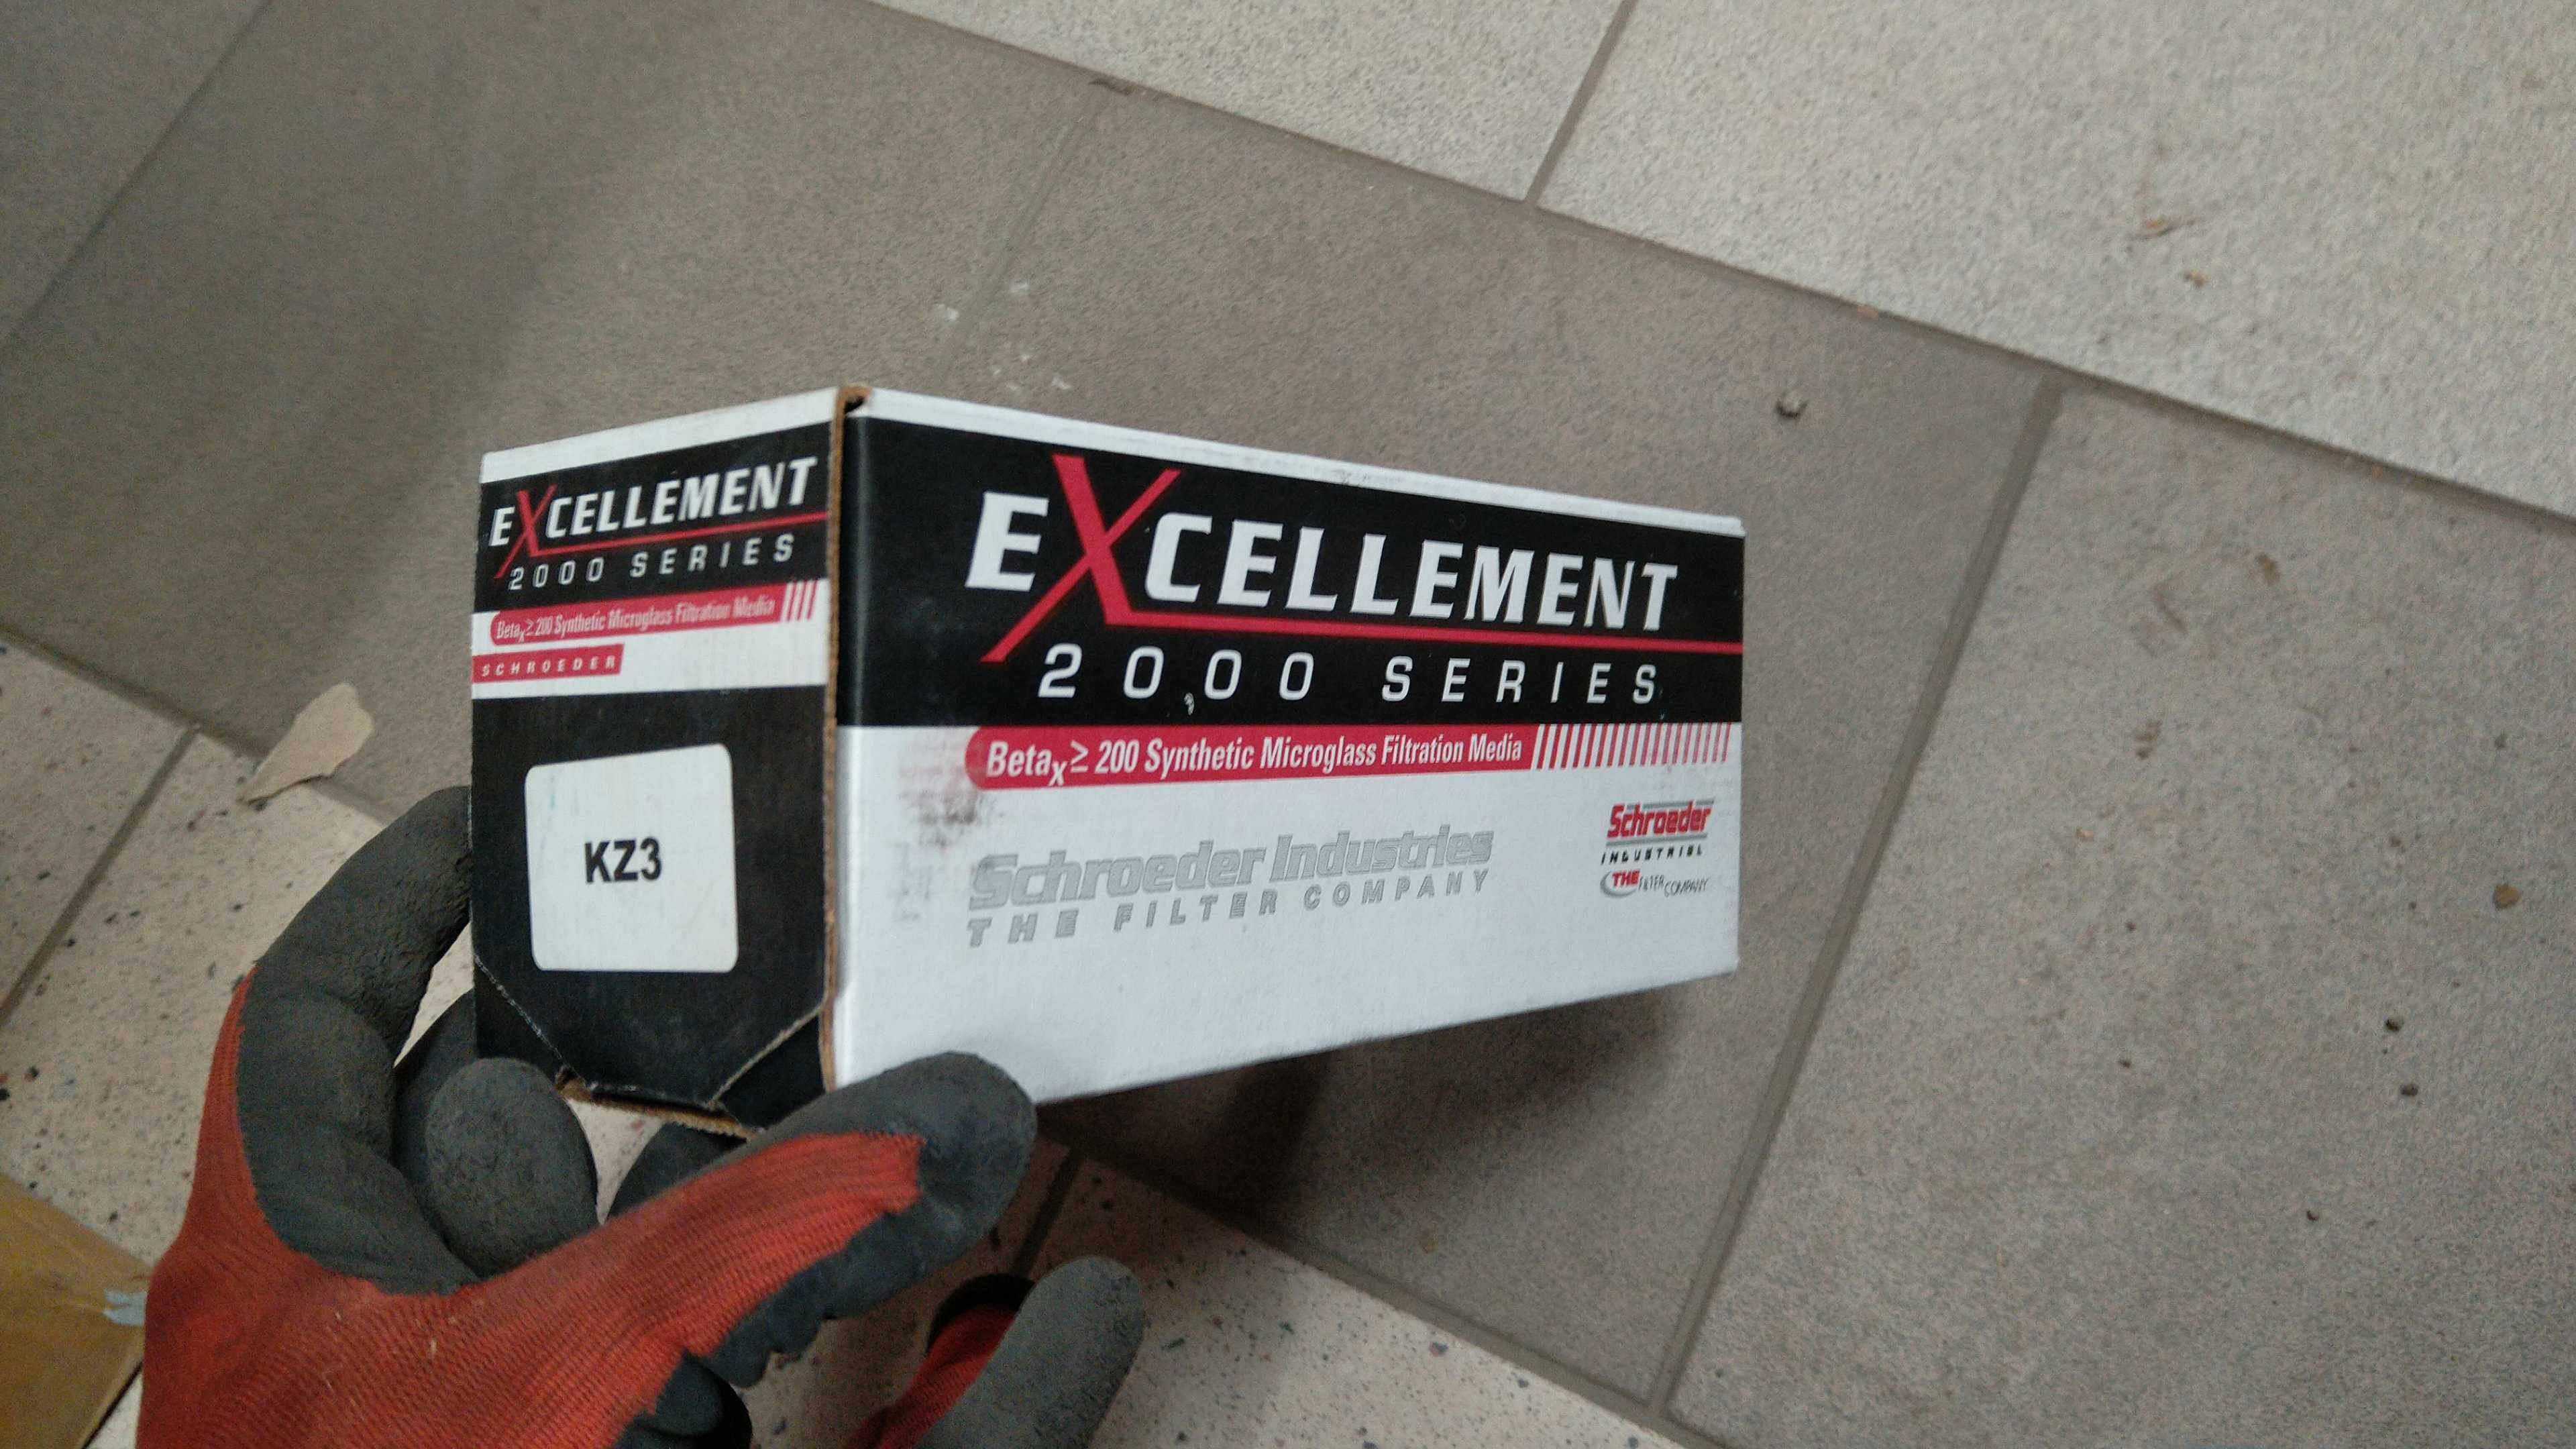 EXCELLEMENT
2000 SERIES
Betax ≥ 200 Synthetic Microglass Filtration Media
SCHROEDER
KZ3
EXCELLEMENT
2000 SERIES
Betax ≥ 200 Synthetic Microglass Filtration Media
Schroeder Industries
THE FILTER COMPANY
Schroeder
INDUSTRIES
THE FILTER COMPANY